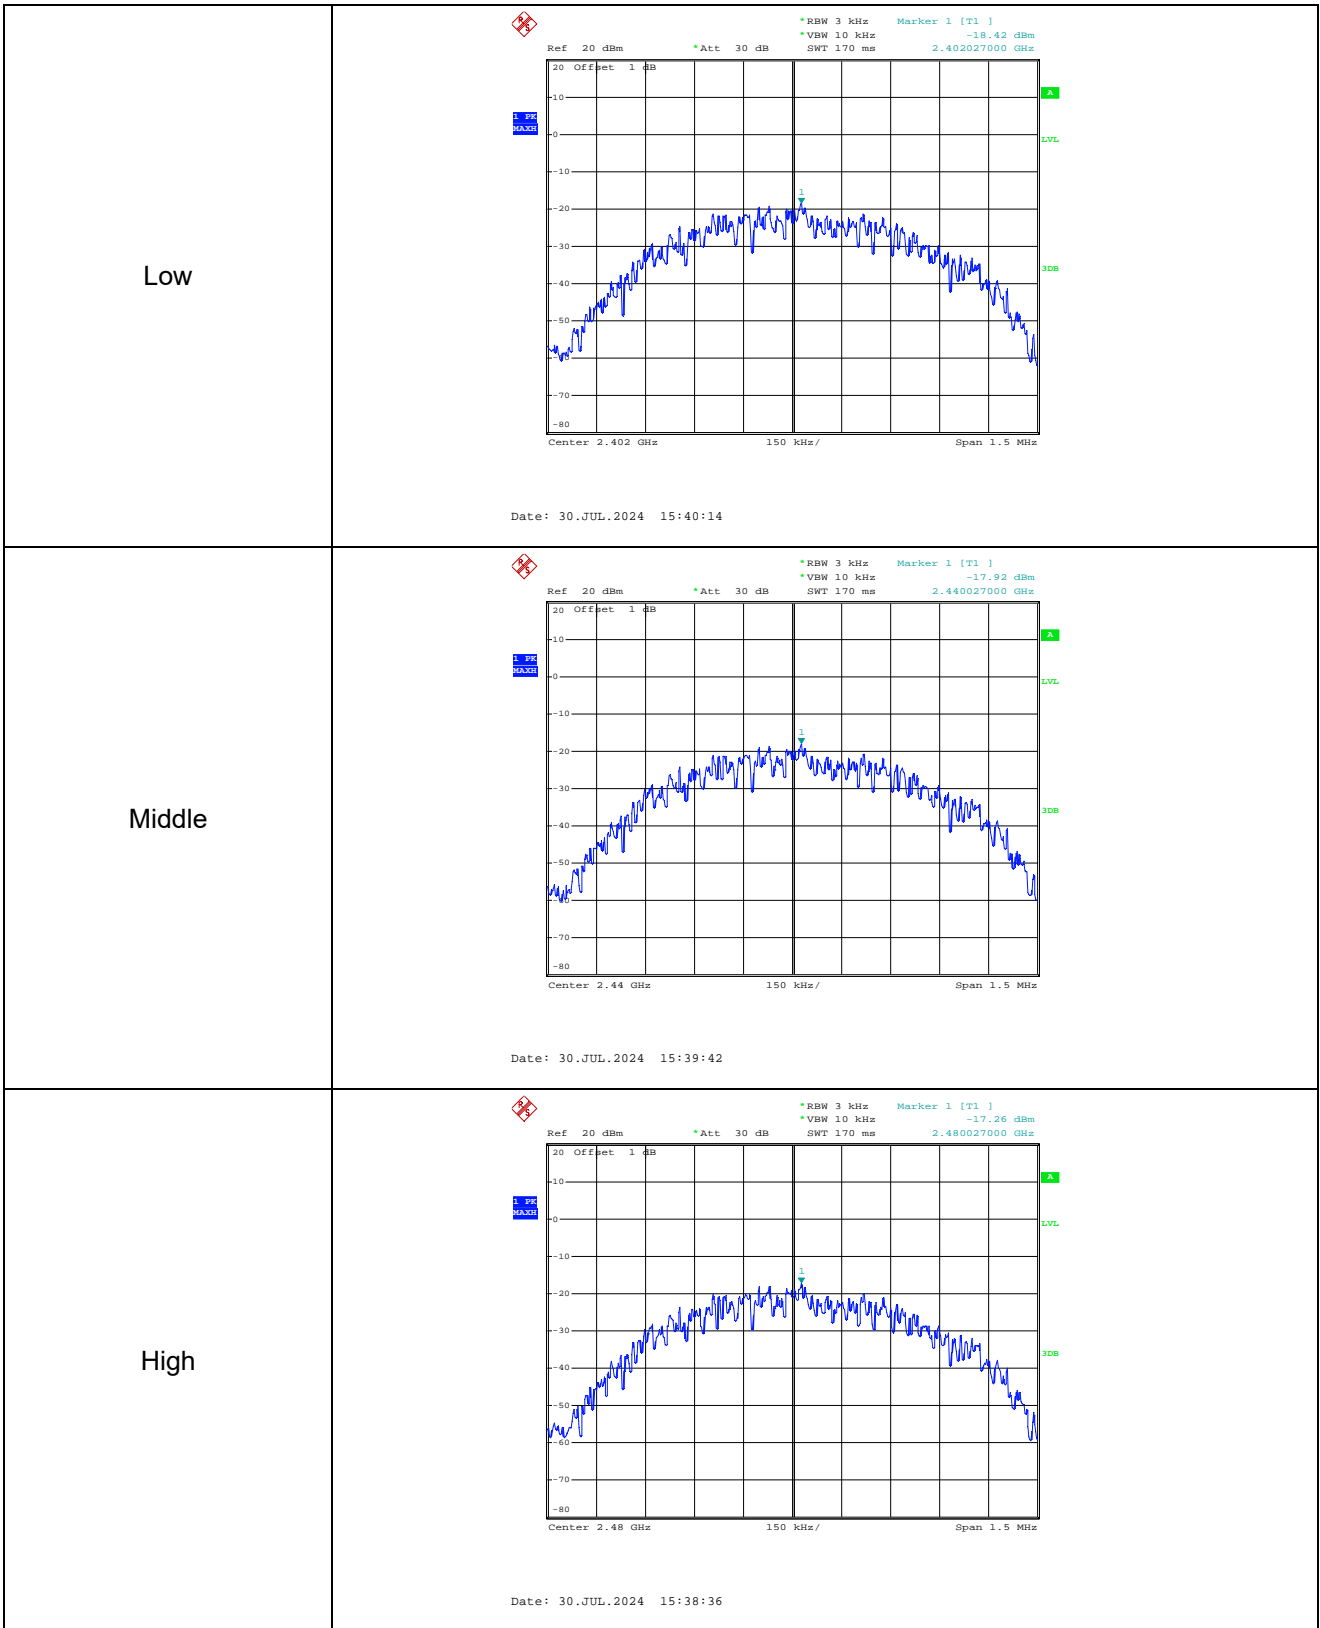 Low
*RBW 3 kHz Marker 1 [T1 ]
*VBW 10 kHz -18.42 dBm
Ref 20 dBm *Att 30 dB SWT 170 ms 2.402027000 GHz
20 Offset 1 dB
A
-10
1 PK
MAXH
0
LVL
-10
1
-20
-30
3DB
-40
-50
-60
-70
-80
Center 2.402 GHz 150 kHz/ Span 1.5 MHz
Date: 30.JUL.2024 15:40:14
Middle
*RBW 3 kHz Marker 1 [T1 ]
*VBW 10 kHz -17.92 dBm
Ref 20 dBm *Att 30 dB SWT 170 ms 2.440027000 GHz
20 Offset 1 dB
A
10
1 PK
MAXH
0
LVL
-10
1
-20
-30
3DB
-40
-50
-60
-70
-80
Center 2.44 GHz 150 kHz/ Span 1.5 MHz
Date: 30.JUL.2024 15:39:42
High
*RBW 3 kHz Marker 1 [T1 ]
*VBW 10 kHz -17.26 dBm
Ref 20 dBm *Att 30 dB SWT 170 ms 2.480027000 GHz
20 Offset 1 dB
A
10
1 PK
MAXH
0
LVL
-10
1
-20
-30
3DB
-40
-50
-60
-70
-80
Center 2.48 GHz 150 kHz/ Span 1.5 MHz
Date: 30.JUL.2024 15:38:36